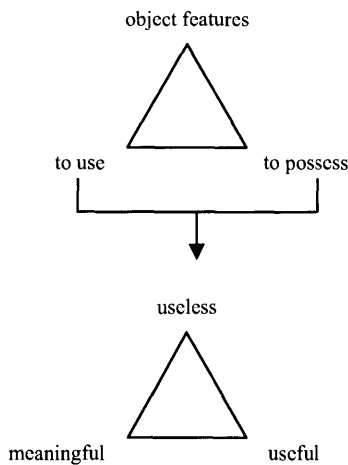 object features
to use
to possess
useless
meaningful
useful